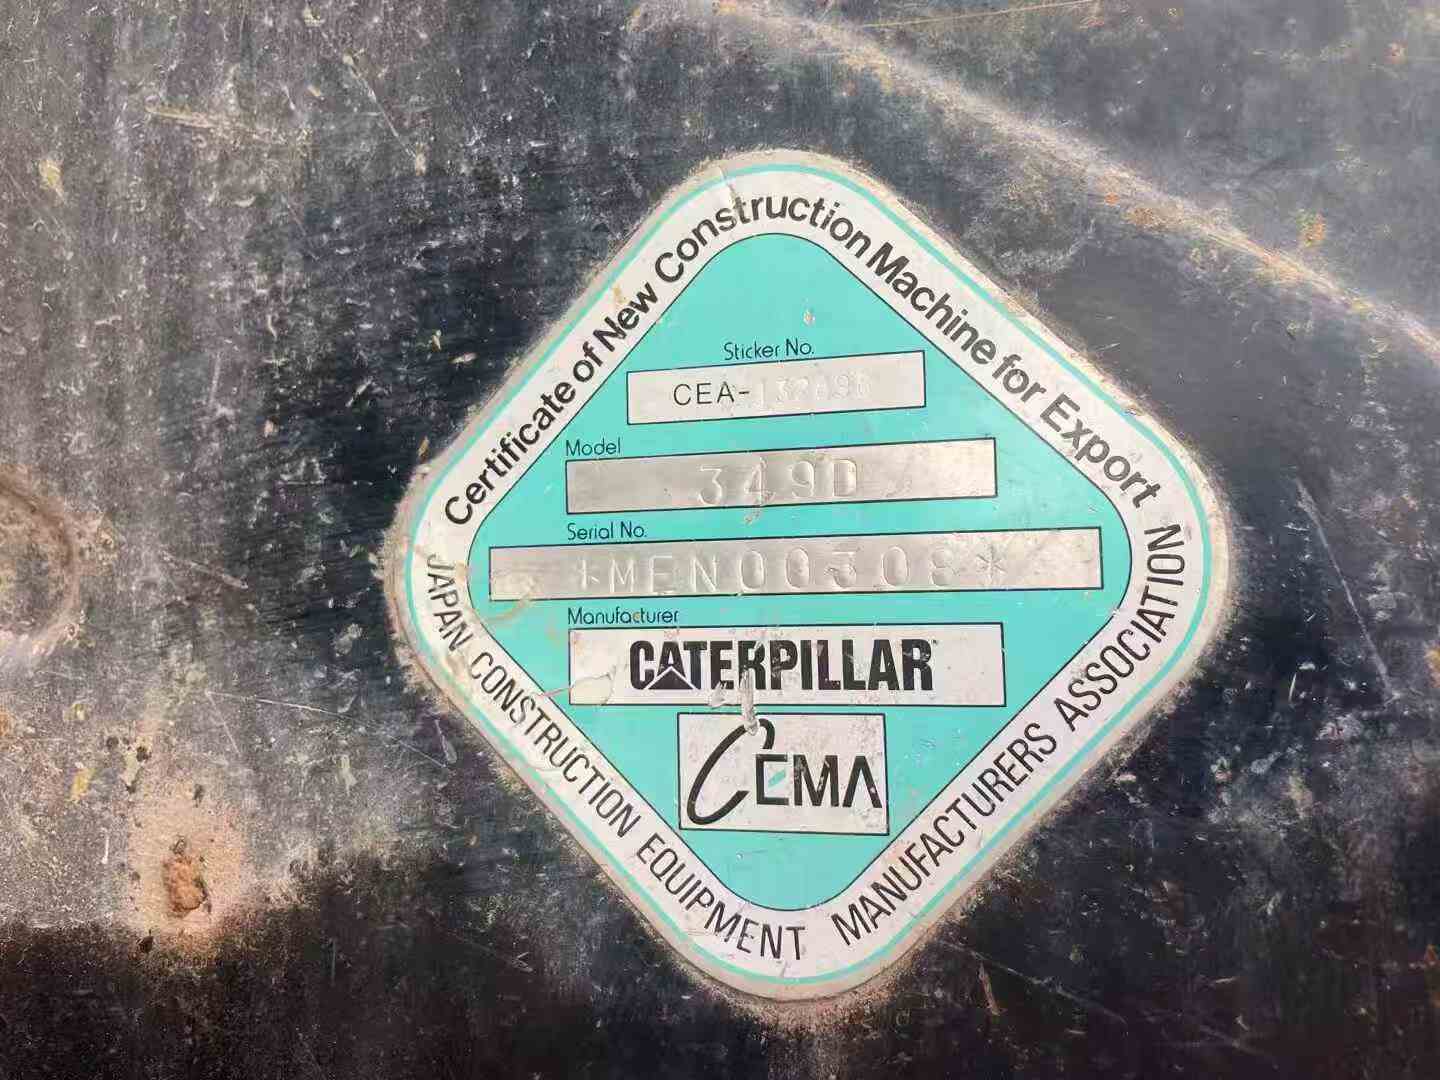 Certificate of New Construction Machine for Export
Sticker No.
CEA-
Model
349D
Serial No.
*MEN00308*
Manufacturer
CATERPILLAR
CEMA
JAPAN CONSTRUCTION EQUIPMENT MANUFACTURERS ASSOCIATION